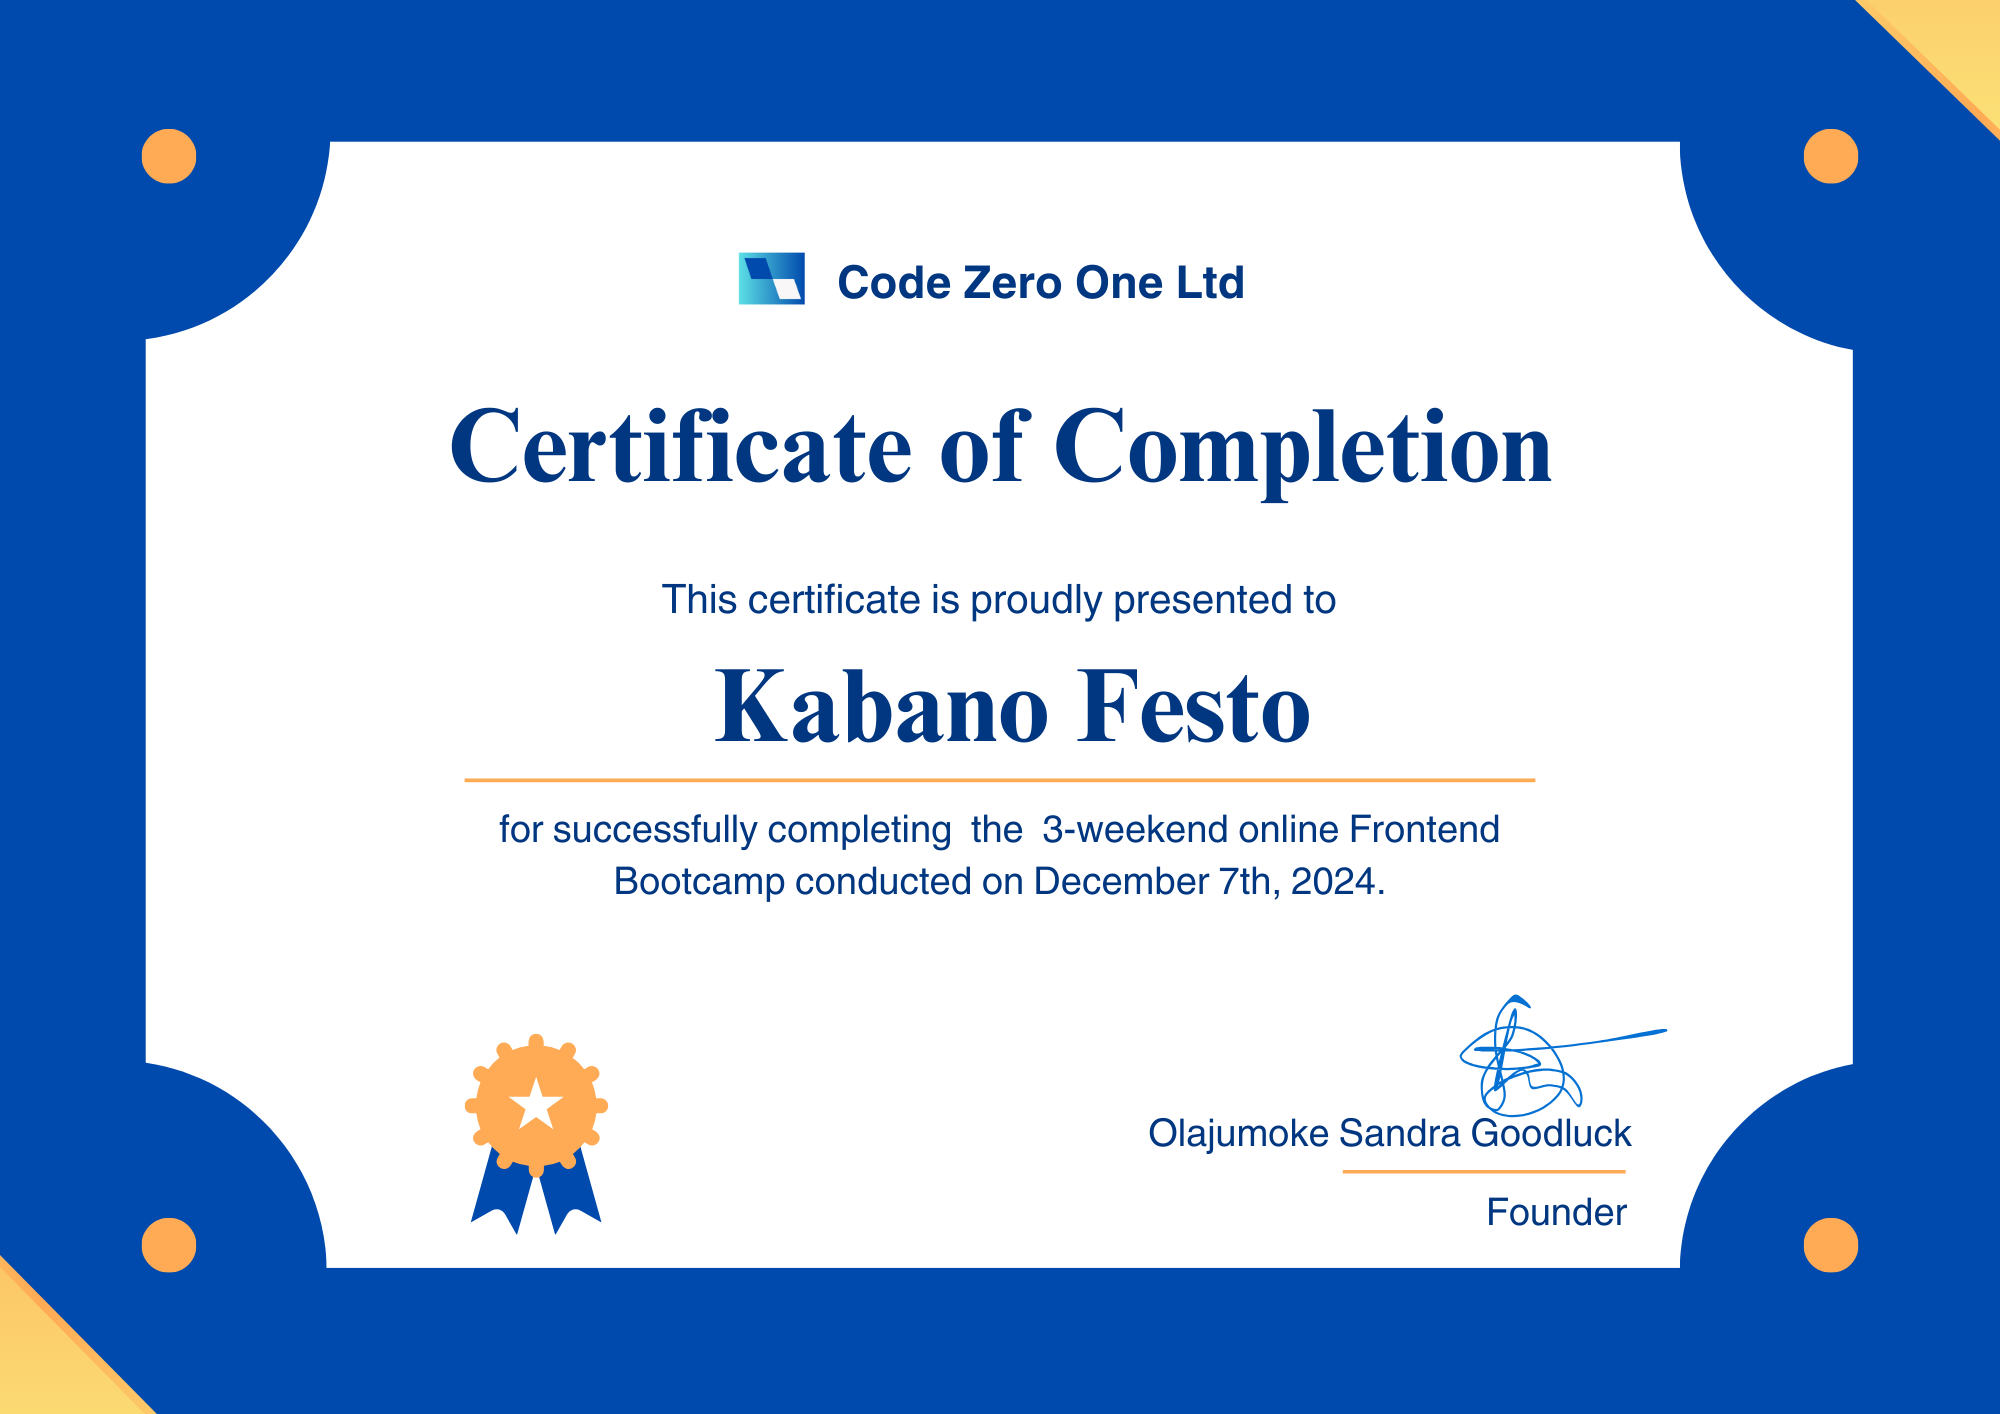 Code Zero One Ltd
Certificate of Completion
This certificate is proudly presented to
Kabano Festo
for successfully completing  the  3-weekend online Frontend
Bootcamp conducted on December 7th, 2024.
Olajumoke Sandra Goodluck
Founder